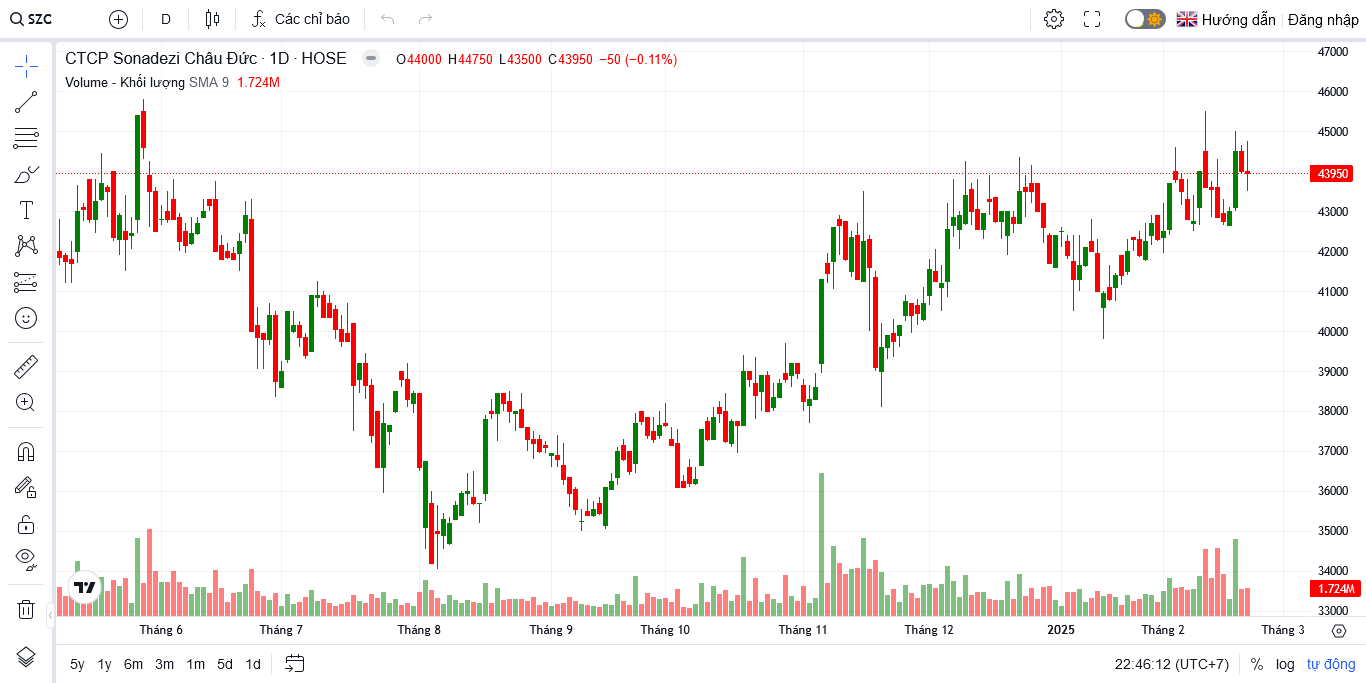 SZC D Các chỉ báo Hướng dẫn Đăng nhập
CTCP Sonadezi Châu Đức · 1D · HOSE O44000 H44750 L43500 C43950 −50 (−0.11%)
Volume - Khối lượng SMA 9 1.724M
47000
46000
45000
43950
43000
42000
41000
40000
39000
38000
37000
36000
35000
34000
1.724M
33000
Tháng 6 Tháng 7 Tháng 8 Tháng 9 Tháng 10 Tháng 11 Tháng 12 2025 Tháng 2 Tháng 3
5y 1y 6m 3m 1m 5d 1d 22:46:12 (UTC+7) % log tự động